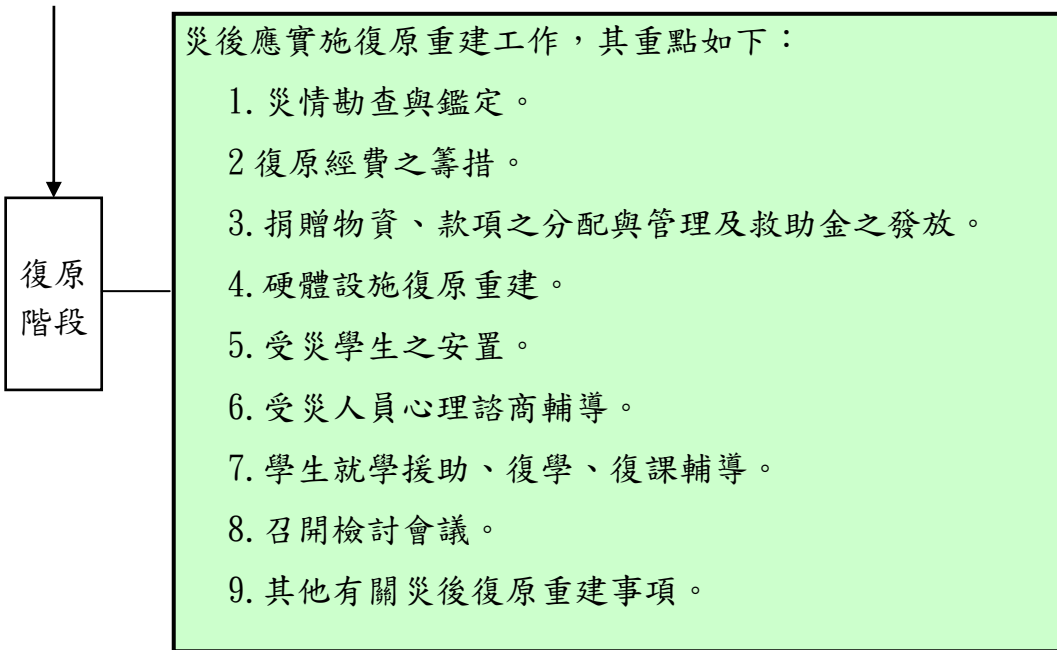 災後應實施復原重建工作，其重點如下：
1.災情勘查與鑑定。
2復原經費之籌措。
3.捐贈物資、款項之分配與管理及救助金之發放。
4.硬體設施復原重建。
5.受災學生之安置。
6.受災人員心理諮商輔導。
7.學生就學援助、復學、復課輔導。
8.召開檢討會議。
9.其他有關災後復原重建事項。
復原
階段